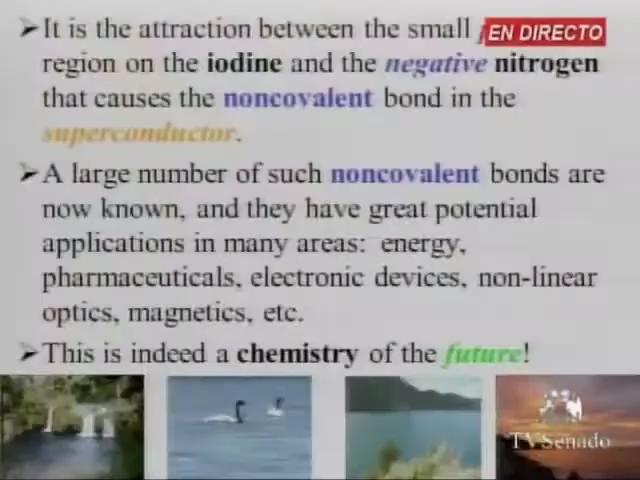 ➢It is the attraction between the small
EN DIRECTO
region on the iodine and the negative nitrogen
that causes the noncovalent bond in the
superconductor.
➢A large number of such noncovalent bonds are
now known, and they have great potential
applications in many areas: energy,
pharmaceuticals, electronic devices, non-linear
optics, magnetics, etc.
➢This is indeed a chemistry of the future!
TVSenado